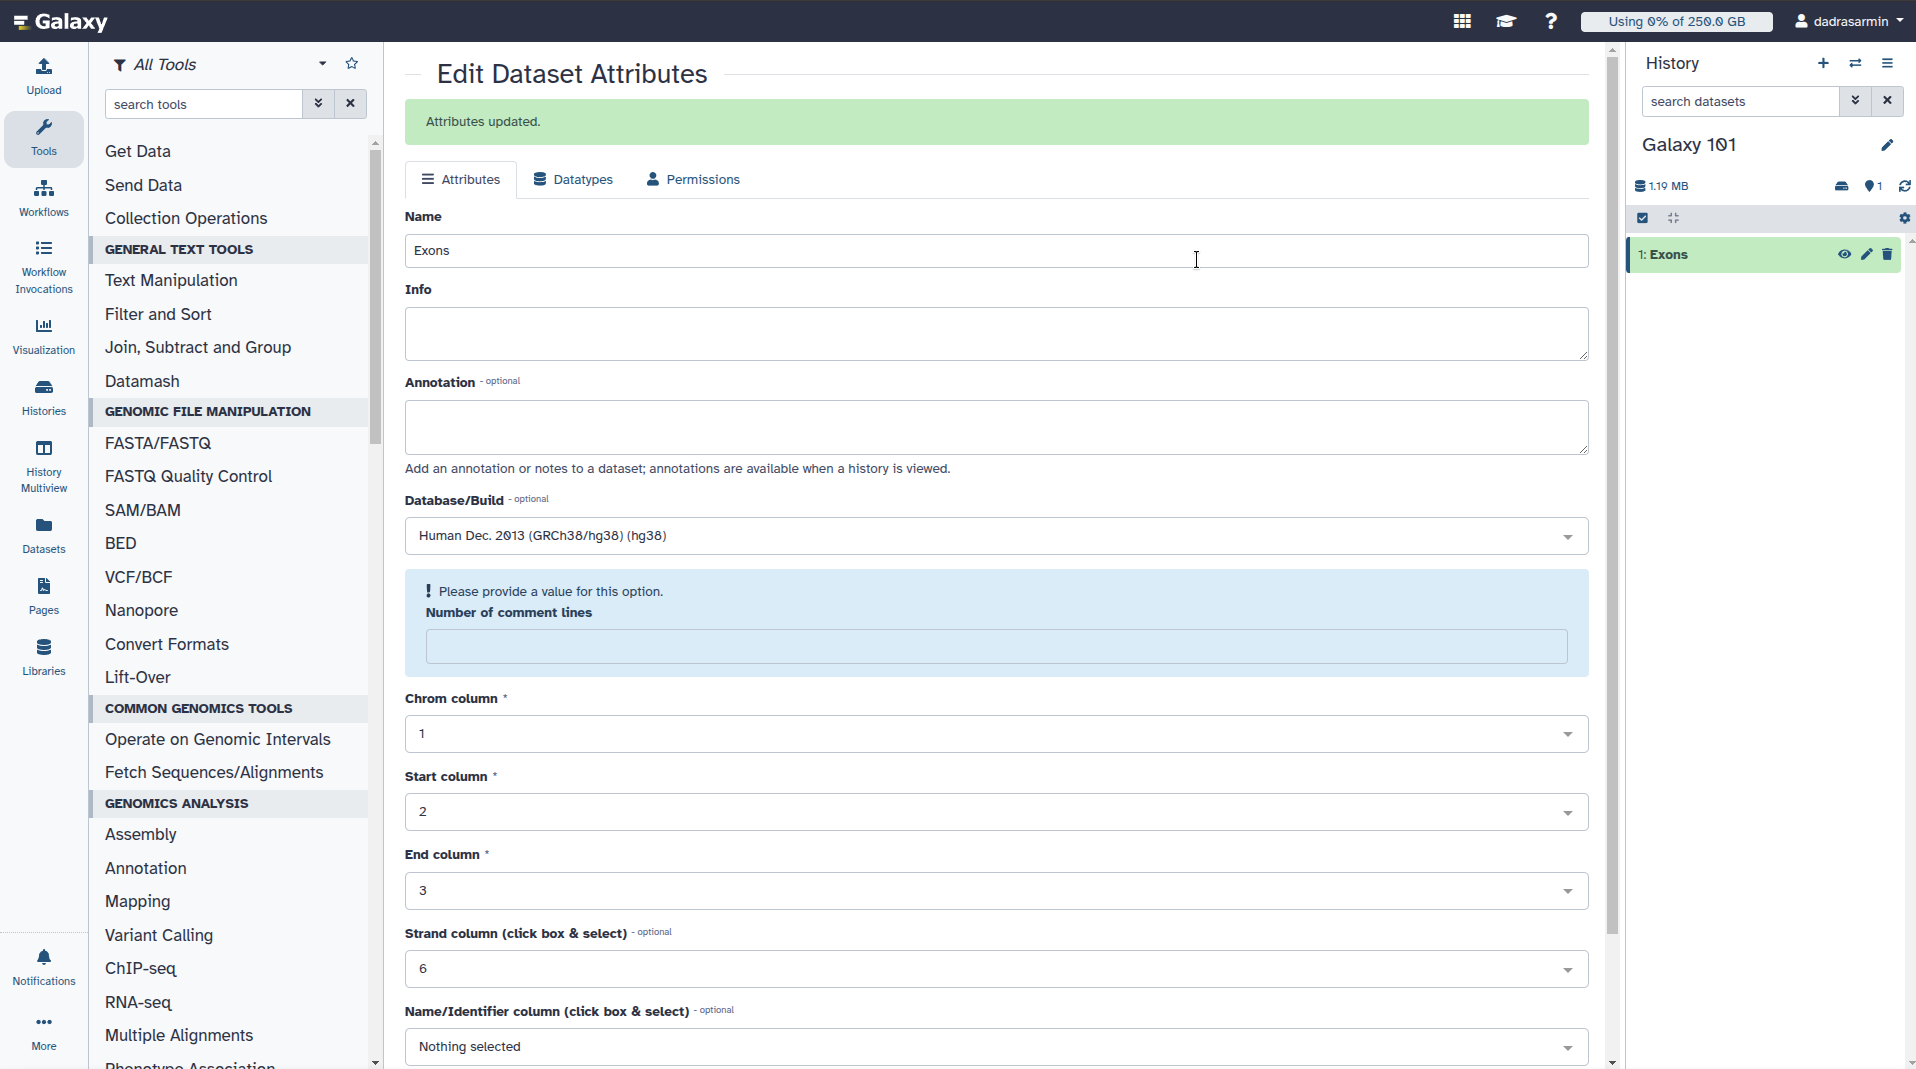 Galaxy
Using 0% of 250.0 GB
dadrasarmin
Upload
Tools
Workflows
Workflow
Invocations
Visualization
Histories
History
Multiview
Datasets
Pages
Libraries
Notifications
More
All Tools
search tools
Get Data
Send Data
Collection Operations
GENERAL TEXT TOOLS
Text Manipulation
Filter and Sort
Join, Subtract and Group
Datamash
GENOMIC FILE MANIPULATION
FASTA/FASTQ
FASTQ Quality Control
SAM/BAM
BED
VCF/BCF
Nanopore
Convert Formats
Lift-Over
COMMON GENOMICS TOOLS
Operate on Genomic Intervals
Fetch Sequences/Alignments
GENOMICS ANALYSIS
Assembly
Annotation
Mapping
Variant Calling
ChIP-seq
RNA-seq
Multiple Alignments
Phenotype Association
Edit Dataset Attributes
Attributes updated.
Attributes
Datatypes
Permissions
Name
Exons
Info
Annotation - optional
Add an annotation or notes to a dataset; annotations are available when a history is viewed.
Database/Build - optional
Human Dec. 2013 (GRCh38/hg38) (hg38)
Please provide a value for this option.
Number of comment lines
Chrom column *
1
Start column *
2
End column *
3
Strand column (click box & select) - optional
6
Name/Identifier column (click box & select) - optional
Nothing selected
History
search datasets
Galaxy 101
1.19 MB
1
1: Exons